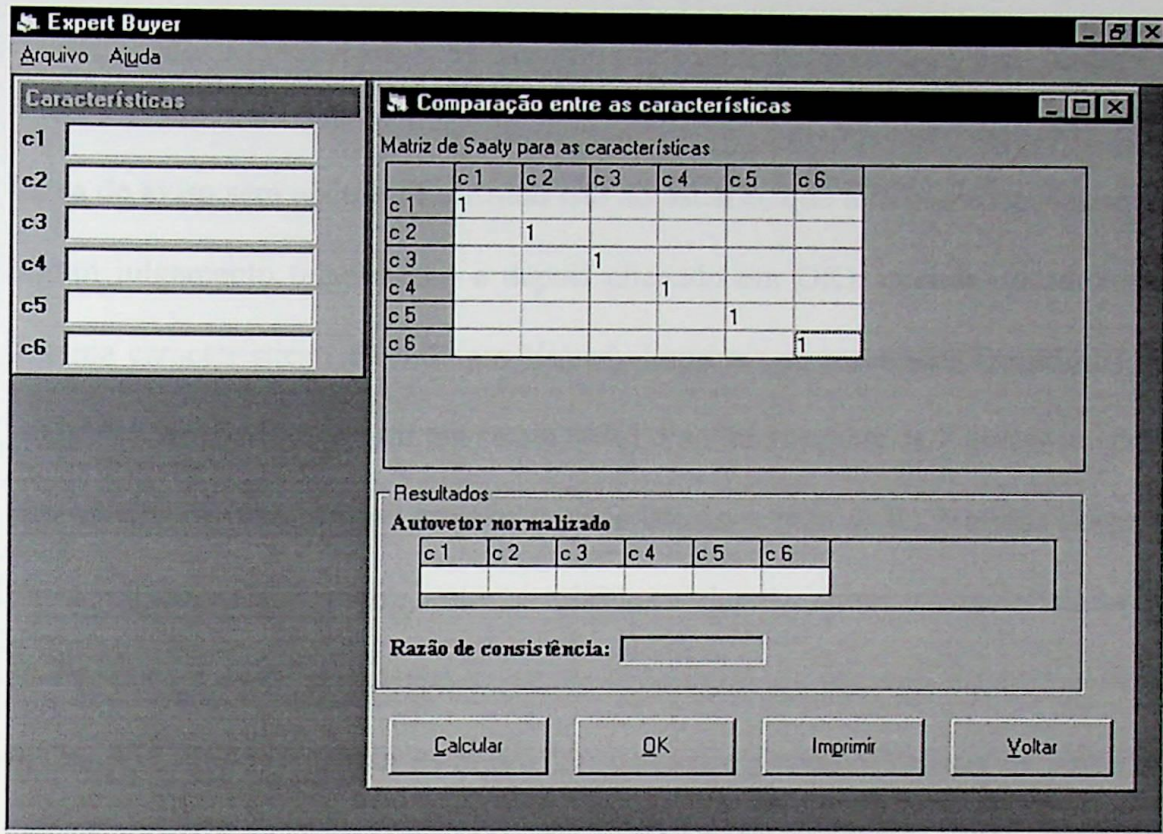 Expert Buyer
Arquivo Ajuda
Características
c1
c2
c3
c4
c5
c6
Comparação entre as características
Matriz de Saaty para as características
c 1 c 2 c 3 c 4 c 5 c 6
c 1 1
c 2 1
c 3 1
c 4 1
c 5 1
c 6 1
Resultados
Autovetor normalizado
c 1 c 2 c 3 c 4 c 5 c 6
Razão de consistência:
Calcular OK Imprimir Voltar